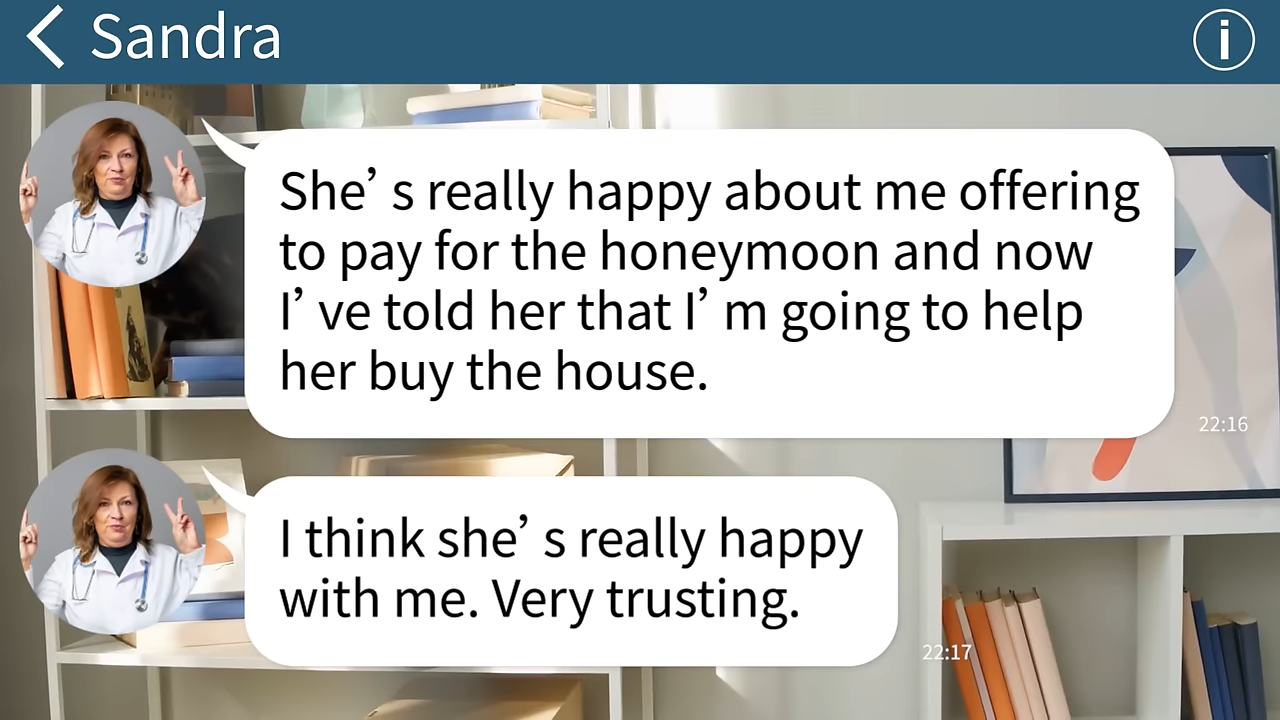 Sandra
She’s really happy about me offering
to pay for the honeymoon and now
I’ve told her that I’m going to help
her buy the house.
22:16
I think she’s really happy
with me. Very trusting.
22:17